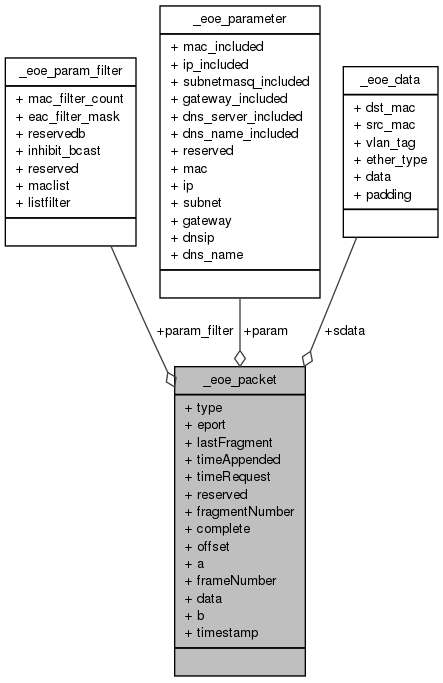 _eoe_param_filter
+ mac_filter_count
+ eac_filter_mask
+ reservedb
+ inhibit_bcast
+ reserved
+ maclist
+ listfilter
_eoe_parameter
+ mac_included
+ ip_included
+ subnetmasq_included
+ gateway_included
+ dns_server_included
+ dns_name_included
+ reserved
+ mac
+ ip
+ subnet
+ gateway
+ dnsip
+ dns_name
_eoe_data
+ dst_mac
+ src_mac
+ vlan_tag
+ ether_type
+ data
+ padding
+param_filter
+param
+sdata
_eoe_packet
+ type
+ eport
+ lastFragment
+ timeAppended
+ timeRequest
+ reserved
+ fragmentNumber
+ complete
+ offset
+ a
+ frameNumber
+ data
+ b
+ timestamp